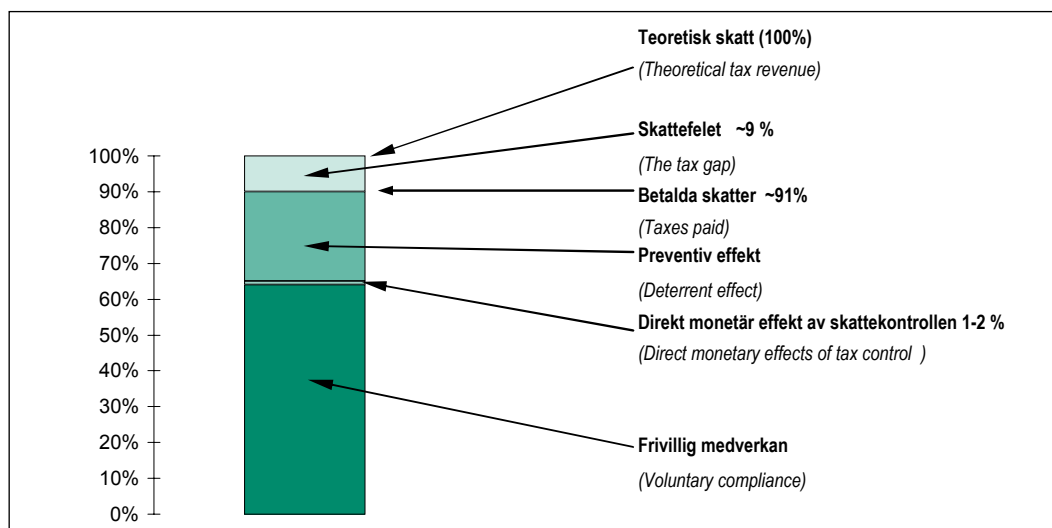 Teoretisk skatt (100%)
(Theoretical tax revenue)
Skattefelet ~9 %
(The tax gap)
Betalda skatter ~91%
(Taxes paid)
Preventiv effekt
(Deterrent effect)
Direkt monetär effekt av skattekontrollen 1-2 %
(Direct monetary effects of tax control )
Frivillig medverkan
(Voluntary compliance)
100%
90%
80%
70%
60%
50%
40%
30%
20%
10%
0%